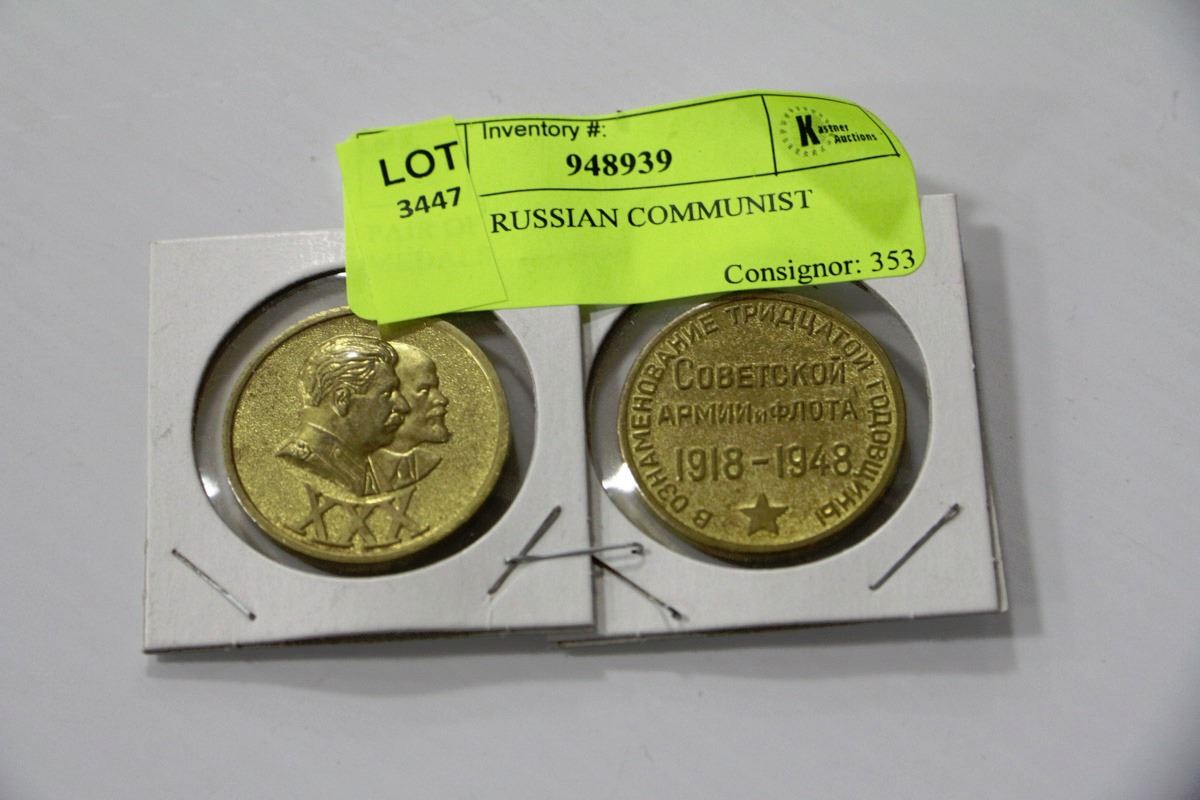 LOT
3447
Inventory #:
948939
Kastner
Auctions
RUSSIAN COMMUNIST
Consignor: 353
XXX
В ОЗНАМЕНОВАНИЕ ТРИДЦАТОЙ ГОДОВЩИНЫ
СОВЕТСКОЙ
АРМИИ и ФЛОТА
1918-1948